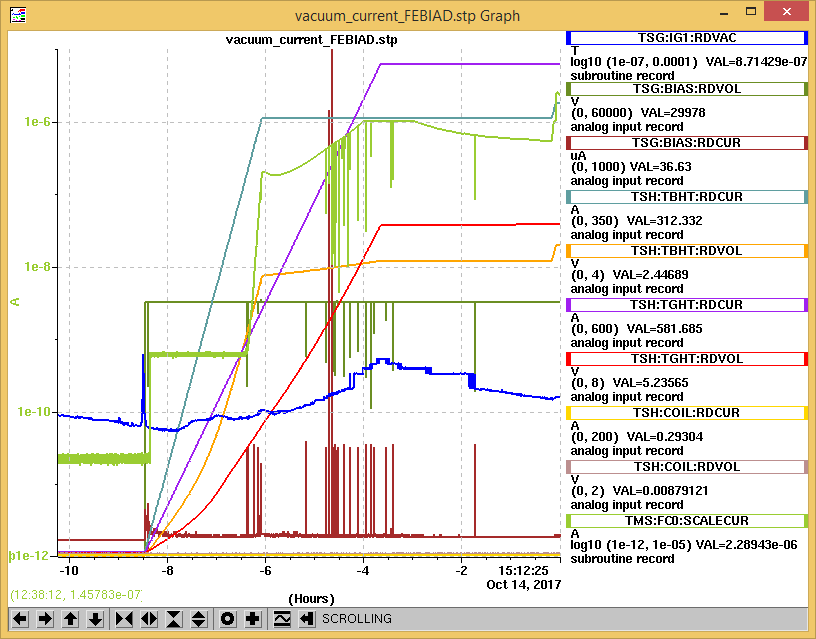 vacuum_current_FEBIAD.stp Graph
vacuum_current_FEBIAD.stp
1e-6
1e-8
A
1e-10
1e-12
-10
-8
-6
-4
-2
15:12:25
Oct 14, 2017
(Hours)
(12:38:12, 1.45783e-07)
TSG:IG1:RDVAC
T
log10 (1e-07, 0.0001) VAL=8.71429e-07
subroutine record
TSG:BIAS:RDVOL
V
(0, 60000) VAL=29978
analog input record
TSG:BIAS:RDCUR
uA
(0, 1000) VAL=36.63
analog input record
TSH:TBHT:RDCUR
A
(0, 350) VAL=312.332
analog input record
TSH:TBHT:RDVOL
V
(0, 4) VAL=2.44689
analog input record
TSH:TGHT:RDCUR
A
(0, 600) VAL=581.685
analog input record
TSH:TGHT:RDVOL
V
(0, 8) VAL=5.23565
analog input record
TSH:COIL:RDCUR
A
(0, 200) VAL=0.29304
analog input record
TSH:COIL:RDVOL
V
(0, 2) VAL=0.00879121
analog input record
TMS:FC0:SCALECUR
A
log10 (1e-12, 1e-05) VAL=2.28943e-06
subroutine record
SCROLLING